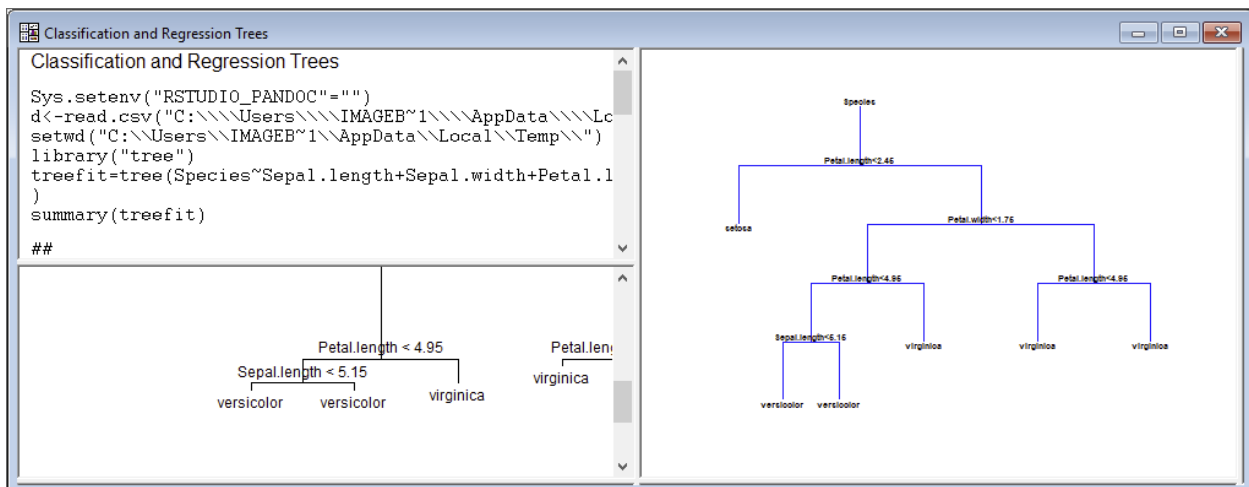 Classification and Regression Trees
Classification and Regression Trees
Sys.setenv("RSTUDIO_PANDOC"="")
d<-read.csv("C:\\\\Users\\\\IMAGEB~1\\\\AppData\\\\Lo
setwd("C:\\Users\\IMAGEB~1\\AppData\\Local\\Temp\\")
library("tree")
treefit=tree(Species~Sepal.length+Sepal.width+Petal.l
)
summary(treefit)
##
Petal.length < 4.95
Petal.leng
Sepal.length < 5.15
virginica
versicolor
versicolor
virginica
Species
Petal.length<2.45
setosa
Petal.width<1.75
Petal.length<4.95
Petal.length<4.95
Sepal.length<5.15
virginica
virginica
virginica
versicolor
versicolor